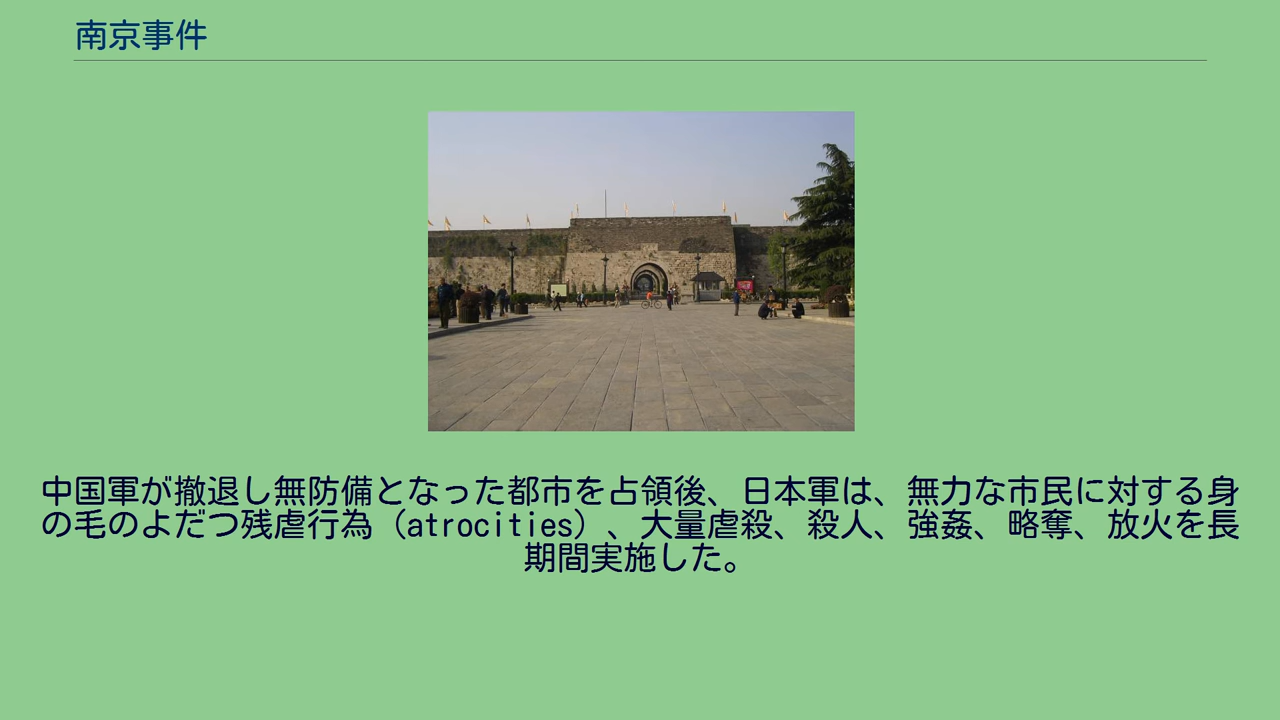 南京事件
中国軍が撤退し無防備となった都市を占領後、日本軍は、無力な市民に対する身
の毛のよだつ残虐行為（atrocities）、大量虐殺、殺人、強姦、略奪、放火を長
期間実施した。